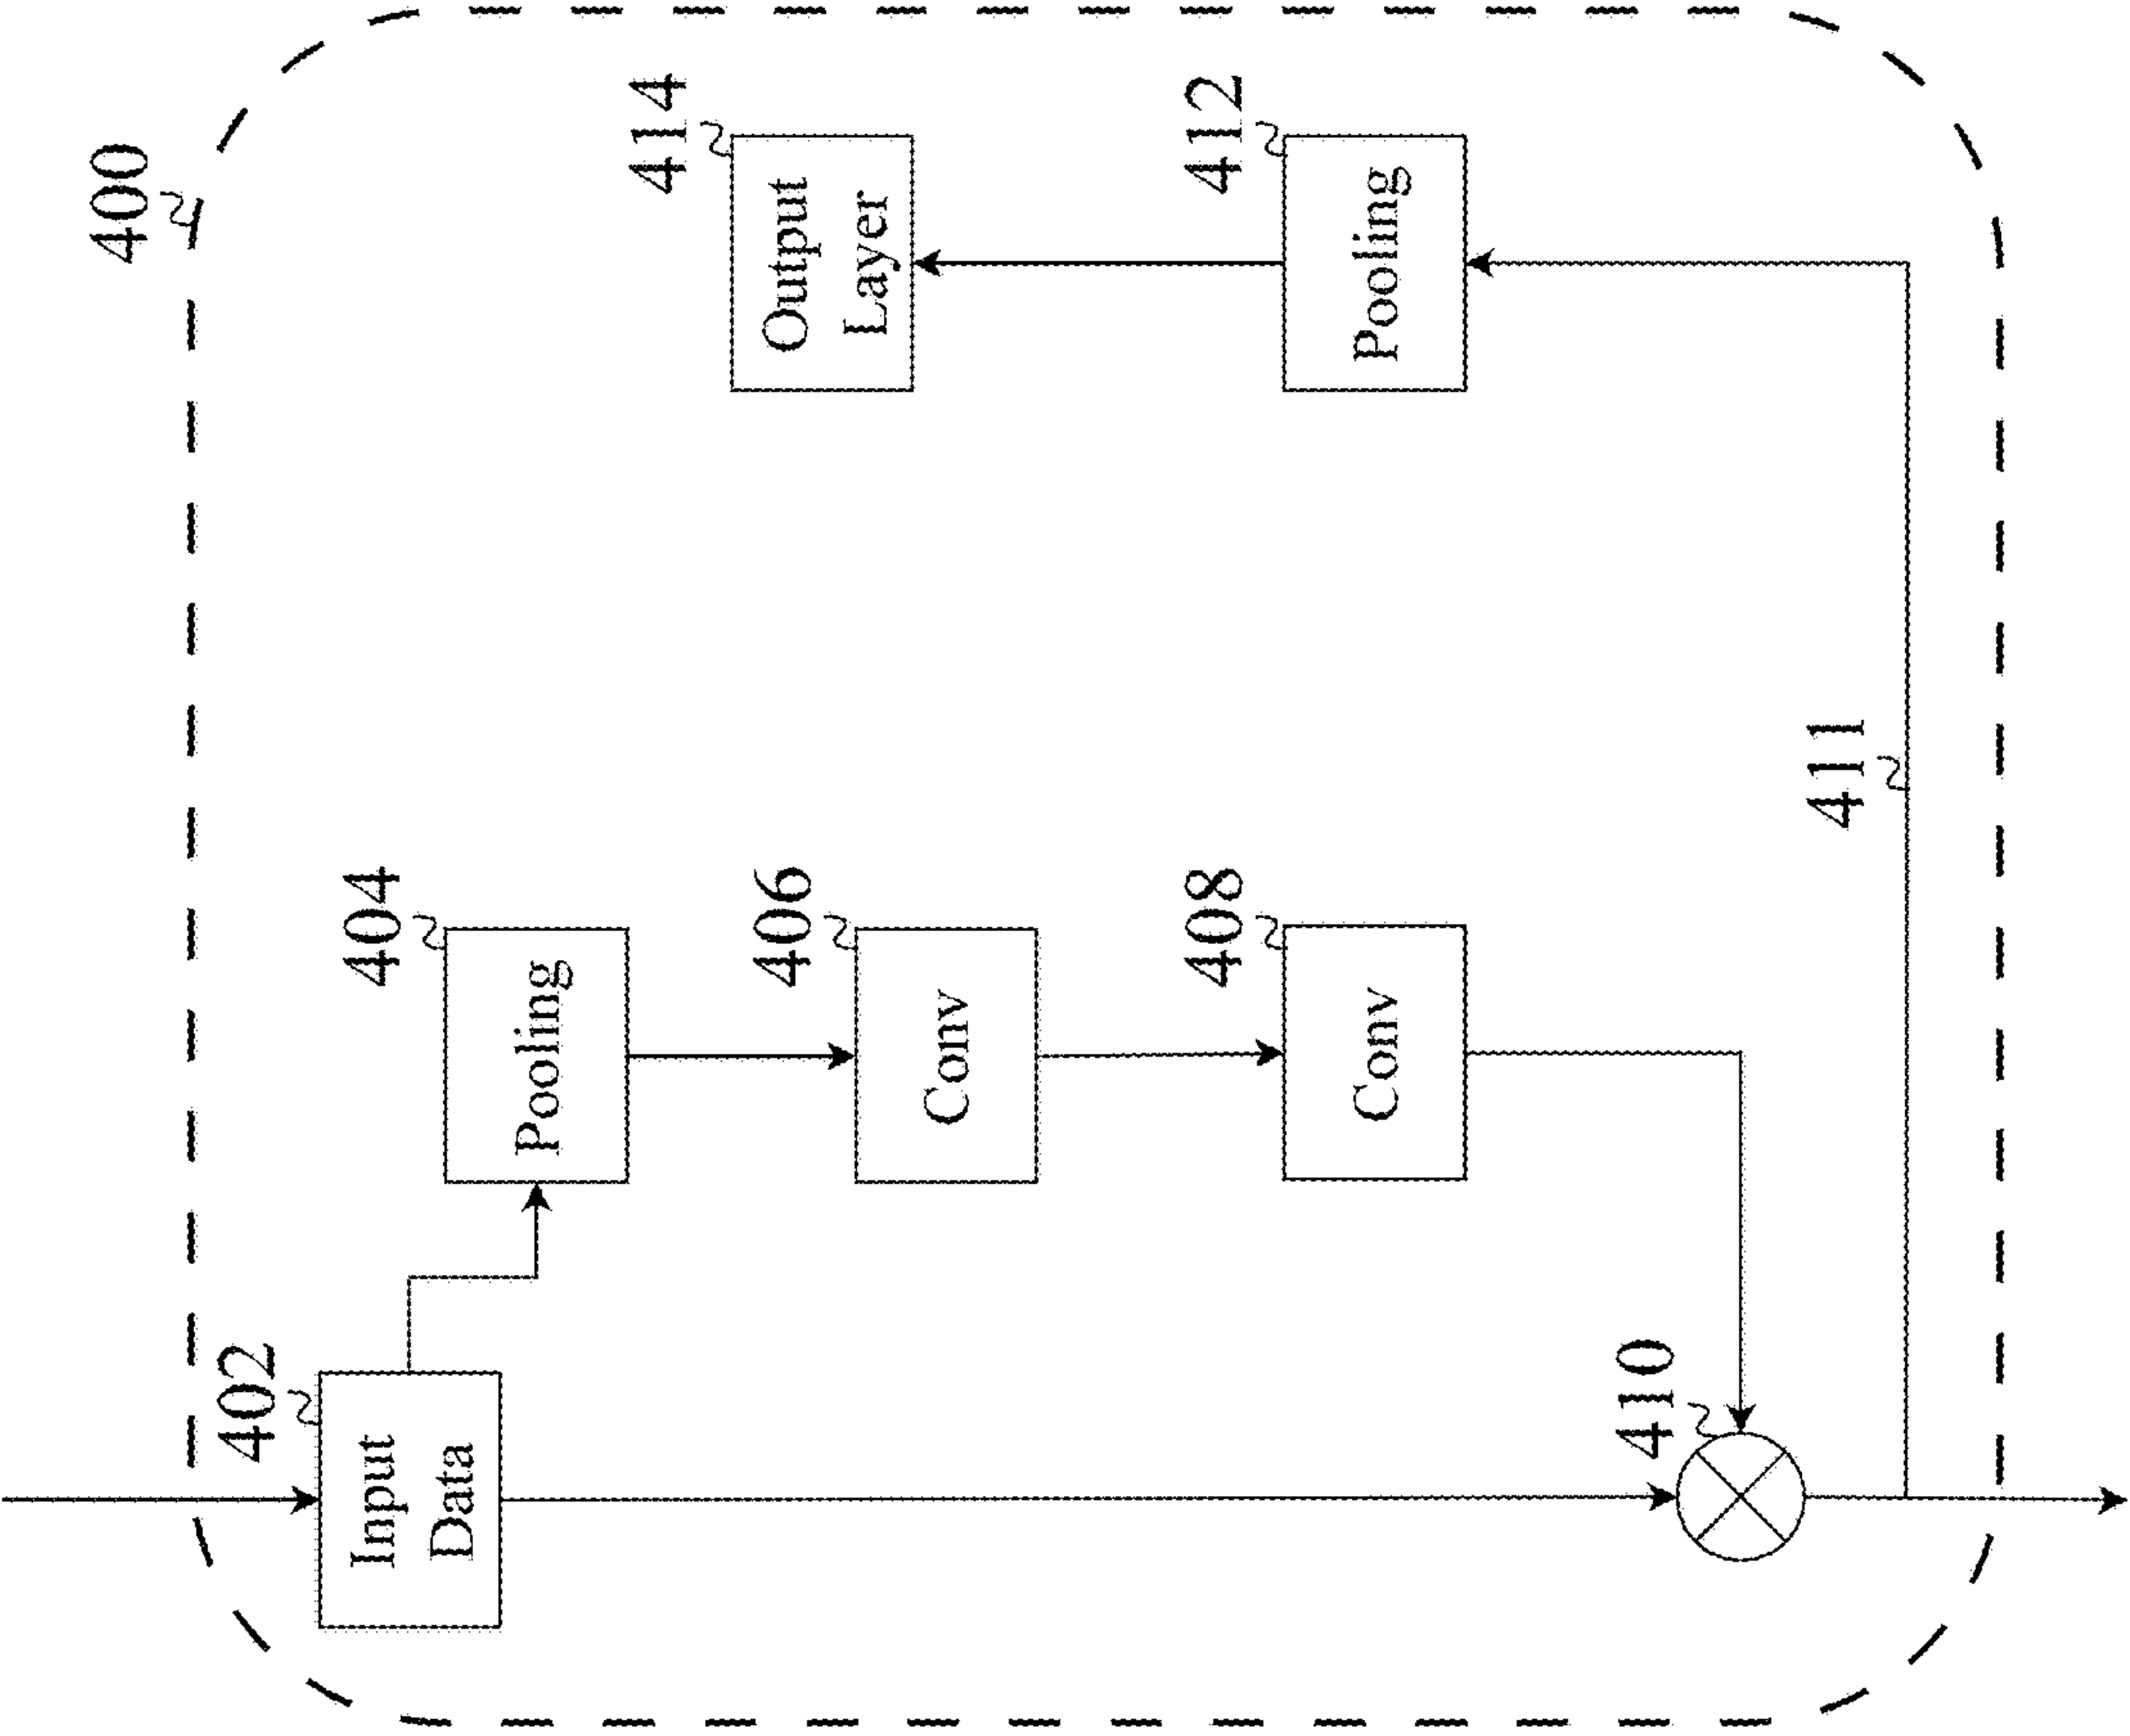 400
402
Input
Data
404
Pooling
406
Conv
408
Conv
410
411
412
Pooling
414
Output
Layer